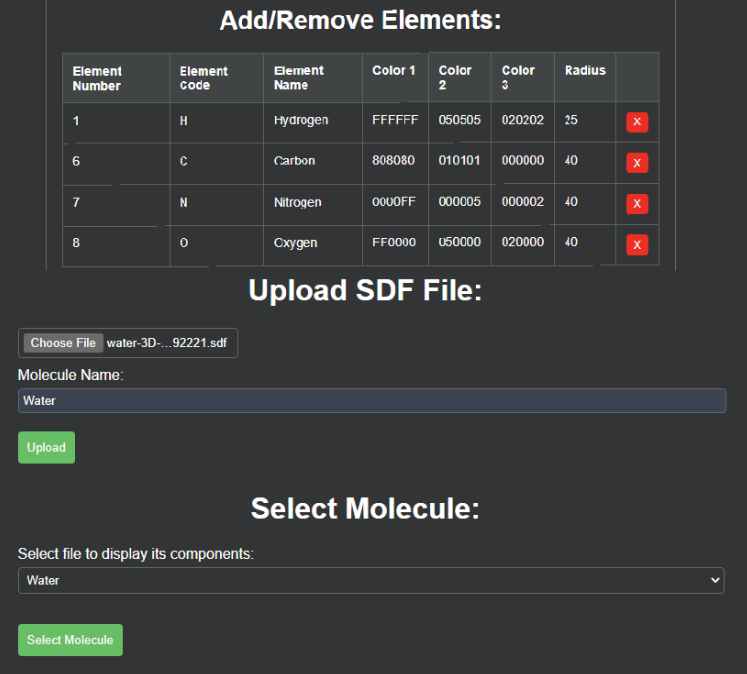 Add/Remove Elements:
Element Number Element Code Element Name Color 1 Color 2 Color 3 Radius
1 H Hydrogen FFFFFF 050505 020202 25 X
6 C Carbon 808080 010101 000000 40 X
7 N Nitrogen 0000FF 000005 000002 40 X
8 O Oxygen FF0000 050000 020000 40 X
Upload SDF File:
Choose File water-3D-...92221.sdf
Molecule Name:
Water
Upload
Select Molecule:
Select file to display its components:
Water
Select Molecule